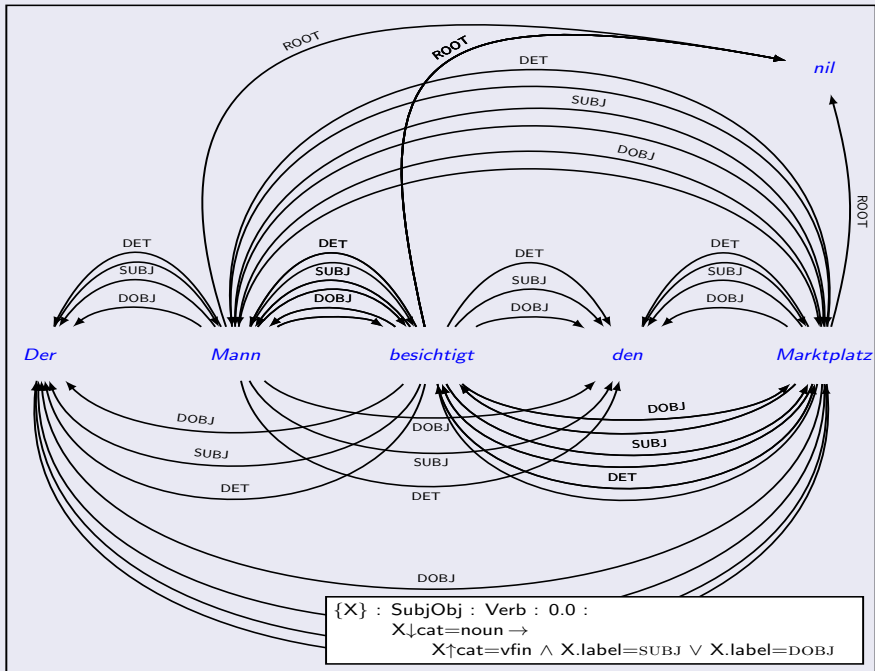 ROOT
ROOT
nil
DET
SUBJ
DOBJ
ROOT
DET
SUBJ
DOBJ
DET
SUBJ
DOBJ
DET
SUBJ
DOBJ
DET
SUBJ
DOBJ
Der Mann besichtigt den Marktplatz
DOBJ
SUBJ
DET
DOBJ
SUBJ
DET
DOBJ
SUBJ
DET
DOBJ
{X} : SubjObj : Verb : 0.0 :
X↓cat=noun →
X↑cat=vfin ∧ X.label=SUBJ ∨ X.label=DOBJ